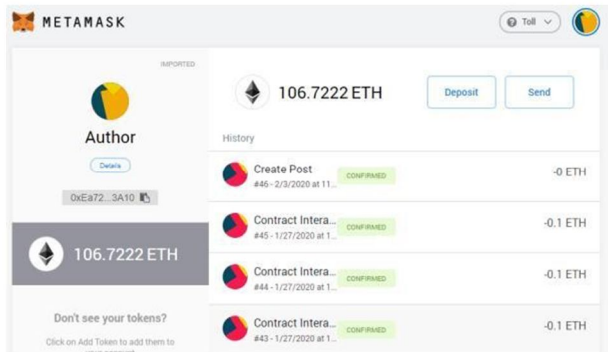 METAMASK
Toll
IMPORTED
Author
Details
0xEa72...3A10
106.7222 ETH
Don't see your tokens?
Click on Add Token to add them to
your account
106.7222 ETH
Deposit
Send
History
Create Post
CONFIRMED
-0 ETH
#46 - 2/3/2020 at 11...
Contract Intera...
CONFIRMED
-0.1 ETH
#45 - 1/27/2020 at 1...
Contract Intera...
CONFIRMED
-0.1 ETH
#44 - 1/27/2020 at 1...
Contract Intera...
CONFIRMED
-0.1 ETH
#43 - 1/27/2020 at 1...